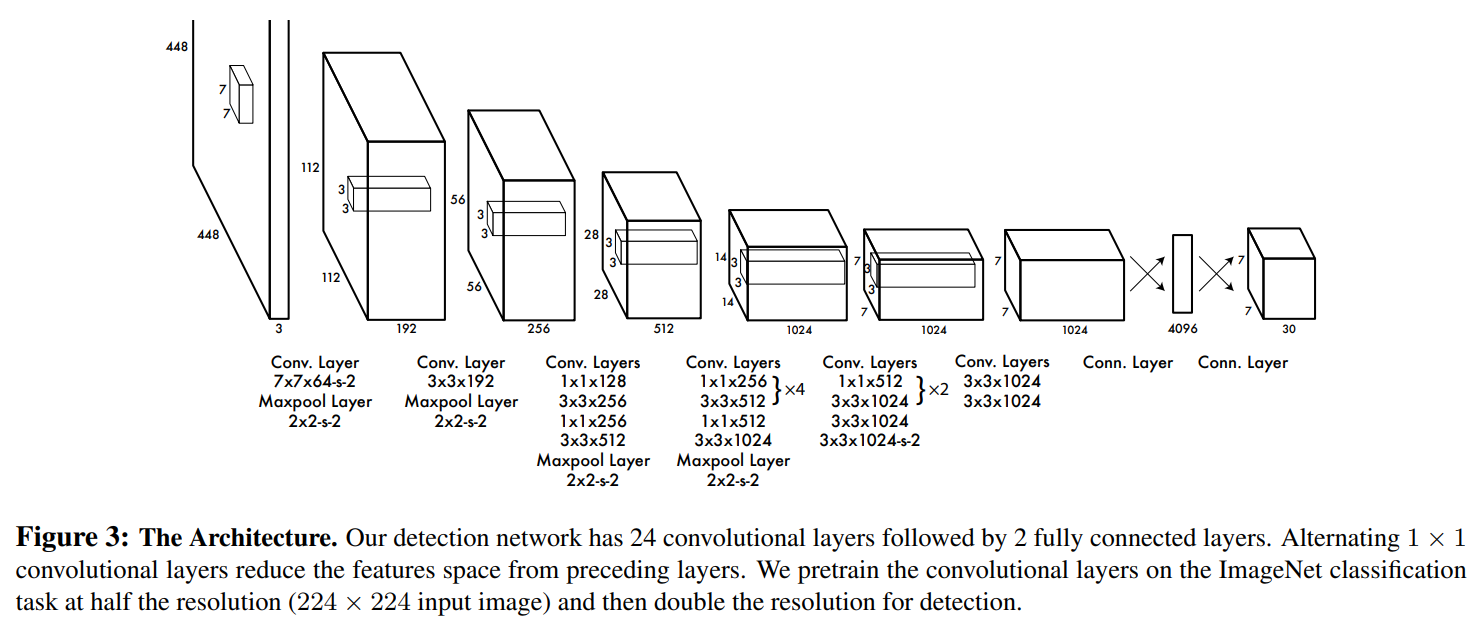 448
7
7
448
3
112
3
3
112
192
56
3
3
56
256
28
3
3
28
512
14
3
3
14
1024
7
3
3
7
1024
7
7
1024
4096
7
7
30
Conv. Layer
7x7x64-s-2
Maxpool Layer
2x2-s-2
Conv. Layer
3x3x192
Maxpool Layer
2x2-s-2
Conv. Layers
1x1x128
3x3x256
1x1x256
3x3x512
Maxpool Layer
2x2-s-2
Conv. Layers
1x1x256
3x3x512
}×4
1x1x512
3x3x1024
Maxpool Layer
2x2-s-2
Conv. Layers
1x1x512
3x3x1024
}×2
3x3x1024
3x3x1024-s-2
Conv. Layers
3x3x1024
3x3x1024
Conn. Layer
Conn. Layer
Figure 3: The Architecture. Our detection network has 24 convolutional layers followed by 2 fully connected layers. Alternating 1 × 1
convolutional layers reduce the features space from preceding layers. We pretrain the convolutional layers on the ImageNet classification
task at half the resolution (224 × 224 input image) and then double the resolution for detection.